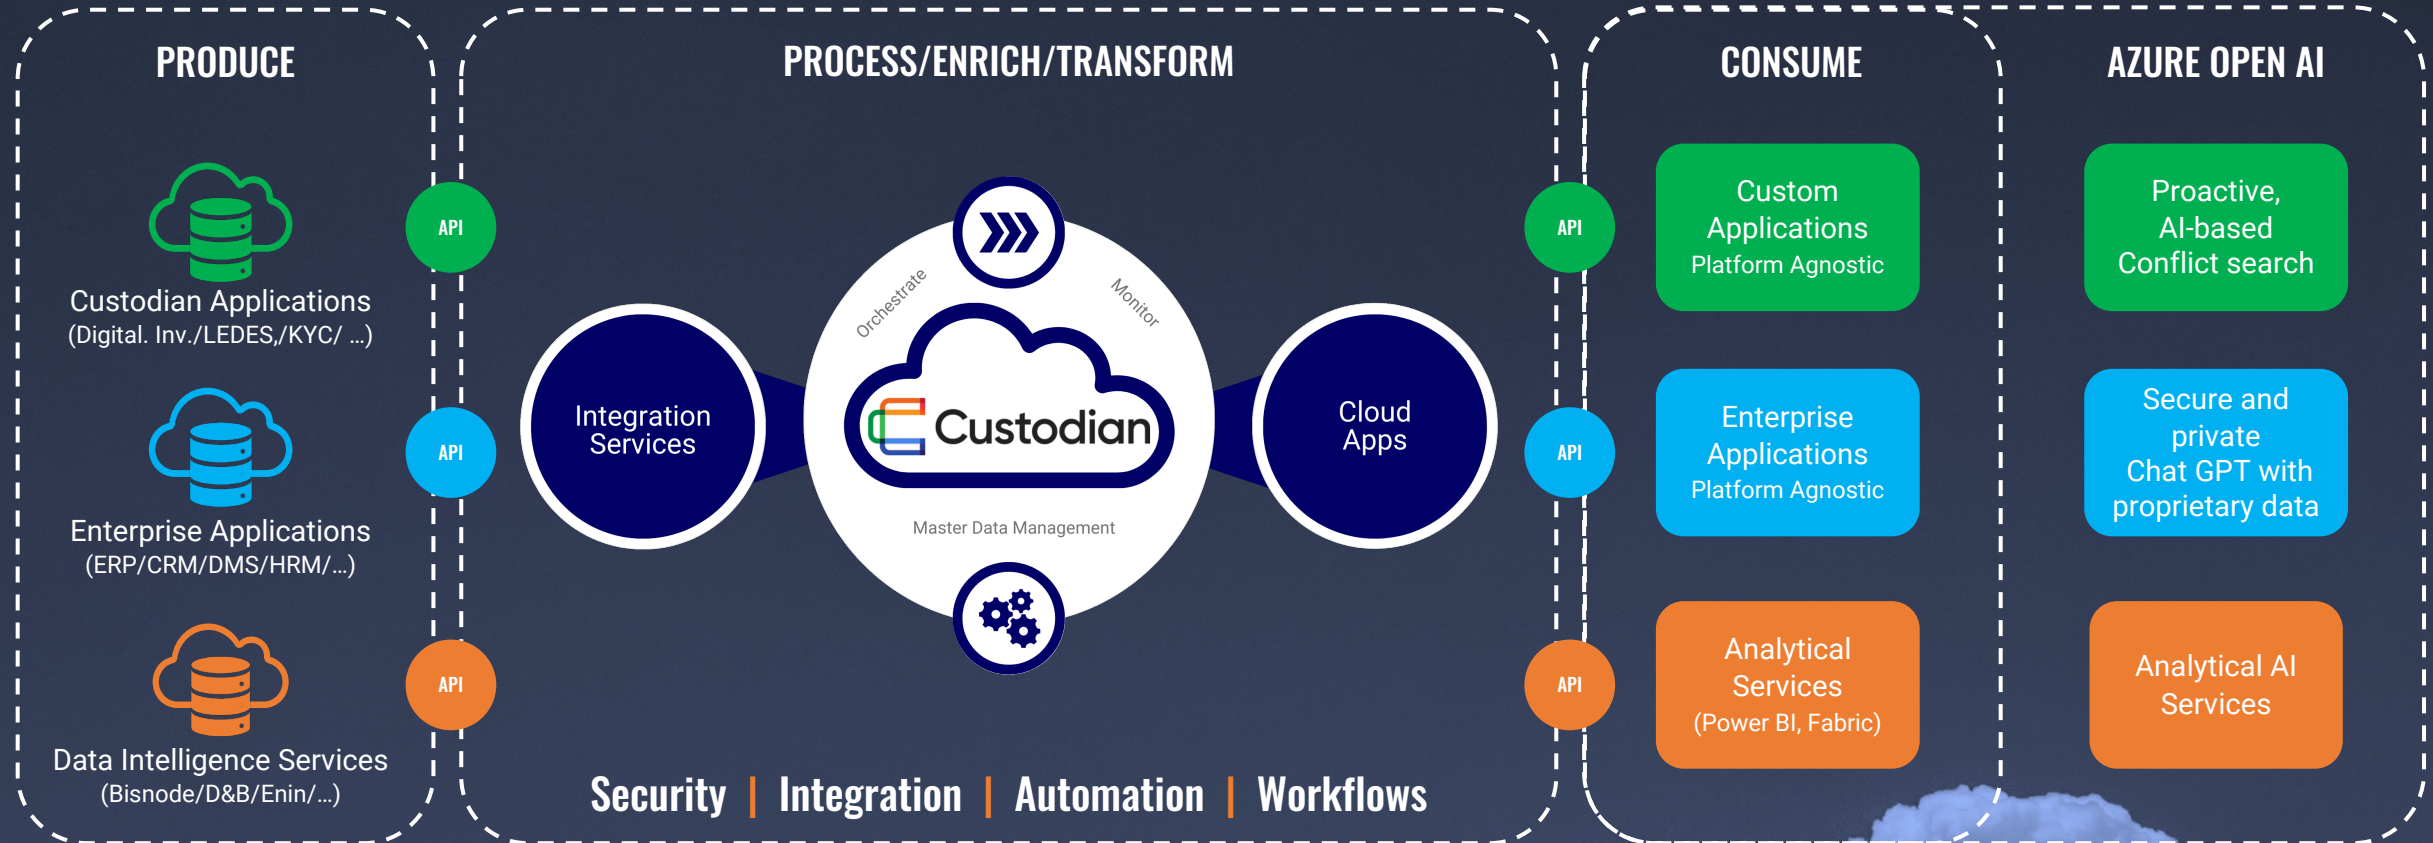 PRODUCE
Custodian Applications
(Digital. Inv./LEDES,/KYC/ ...)
Enterprise Applications
(ERP/CRM/DMS/HRM/...)
Data Intelligence Services
(Bisnode/D&B/Enin/...)
API
API
API
PROCESS/ENRICH/TRANSFORM
Integration
Services
Orchestrate
Monitor
Custodian
Master Data Management
Cloud
Apps
Security | Integration | Automation | Workflows
API
API
API
CONSUME
Custom
Applications
Platform Agnostic
Enterprise
Applications
Platform Agnostic
Analytical
Services
(Power BI, Fabric)
AZURE OPEN AI
Proactive,
AI-based
Conflict search
Secure and
private
Chat GPT with
proprietary data
Analytical AI
Services